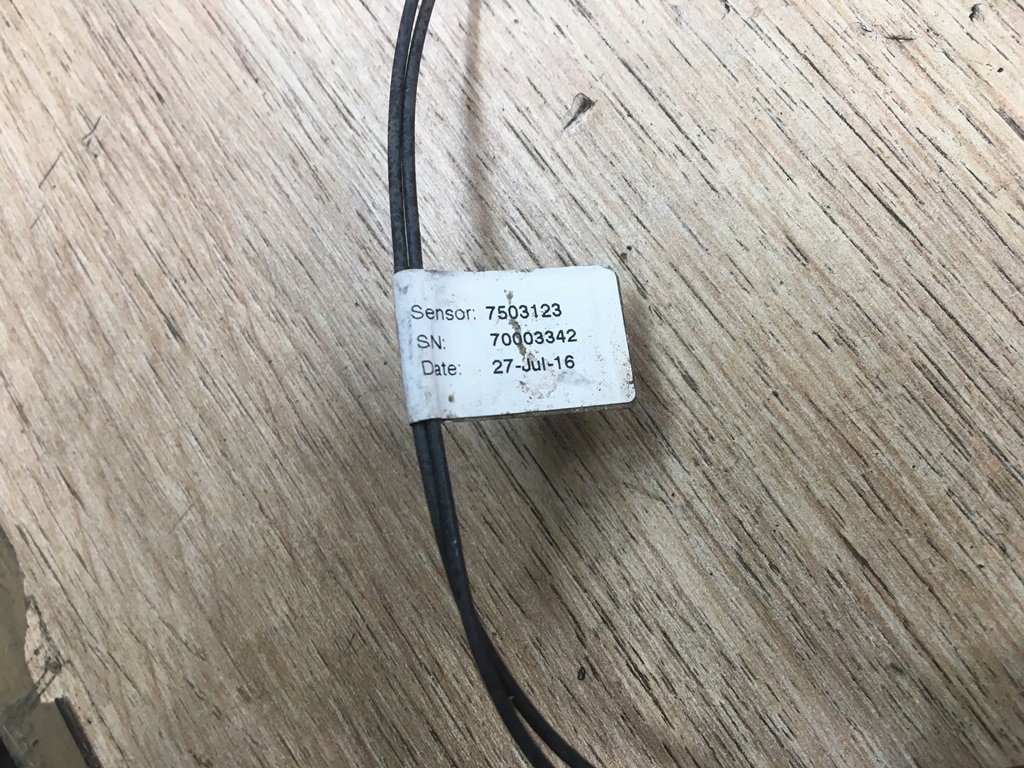 Sensor: 7503123
SN: 70003342
Date: 27-Jul-16